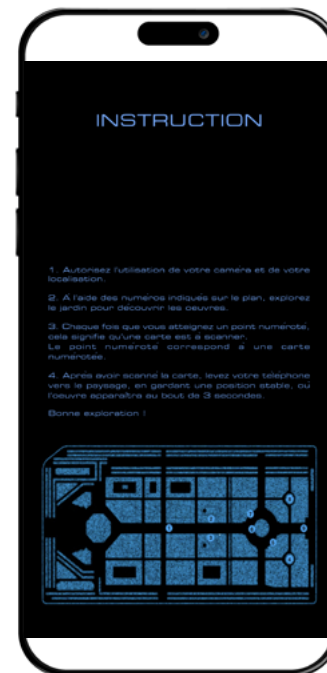 INSTRUCTION
1. Autorisez l'utilisation de votre caméra et de votre
localisation.
2. À l'aide des numéros indiqués sur le plan, explorez
le jardin pour découvrir les oeuvres.
3. Chaque fois que vous atteignez un point numéroté,
cela signifie qu'une carte est à scanner.
Le point numéroté correspond à une carte
numérotée.
4. Après avoir scanné la carte, levez votre téléphone
vers le paysage, en gardant une position stable, où
l'oeuvre apparaîtra au bout de 3 secondes.
Bonne exploration !